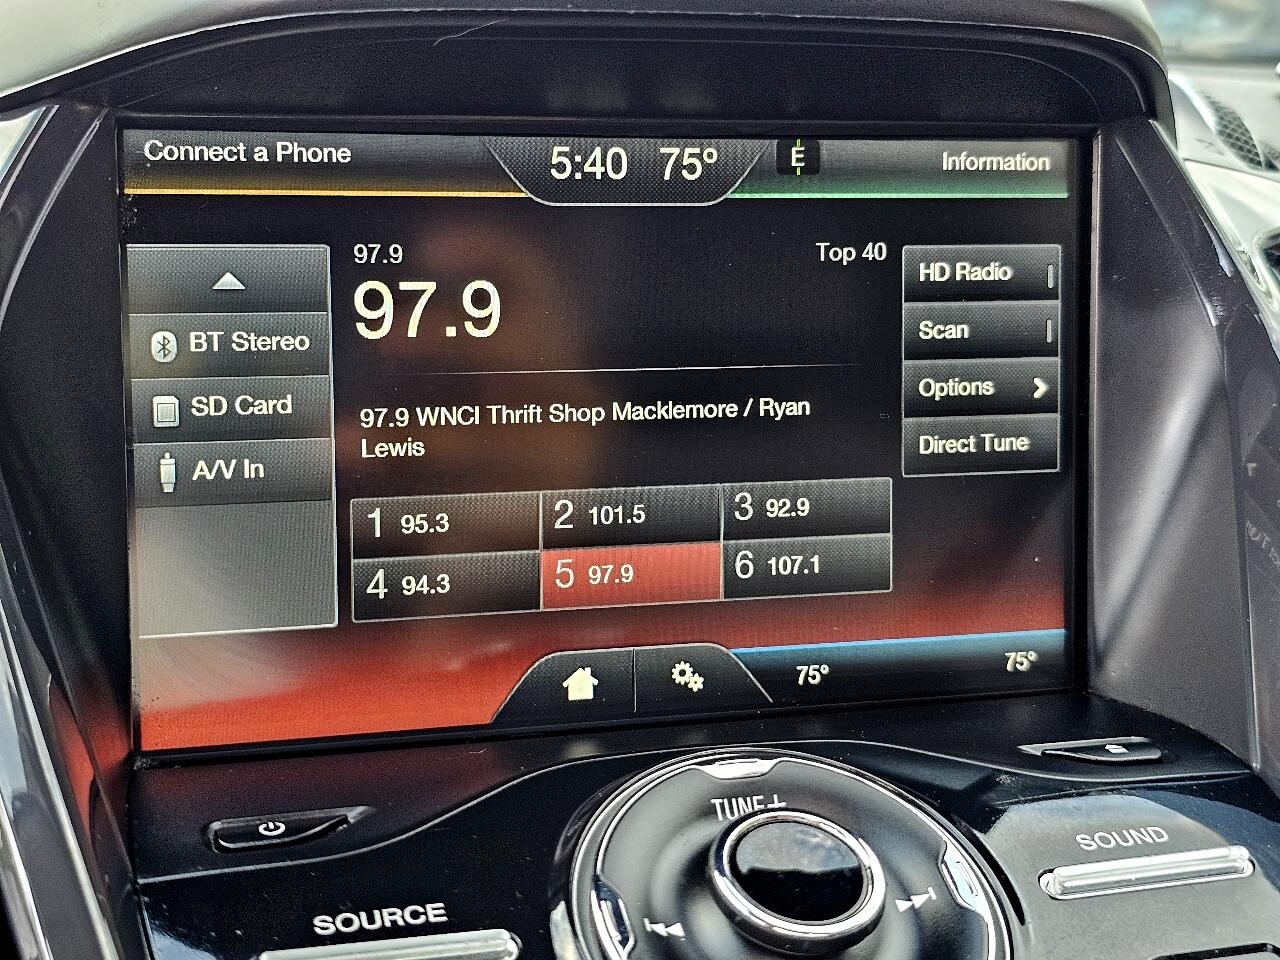 Connect a Phone
5:40 75°
E
Information
97.9
Top 40
97.9
BT Stereo
SD Card
A/V In
HD Radio
Scan
Options
Direct Tune
97.9 WNCI Thrift Shop Macklemore / Ryan
Lewis
1 95.3
2 101.5
3 92.9
4 94.3
5 97.9
6 107.1
75°
75°
TUNE+
SOUND
SOURCE